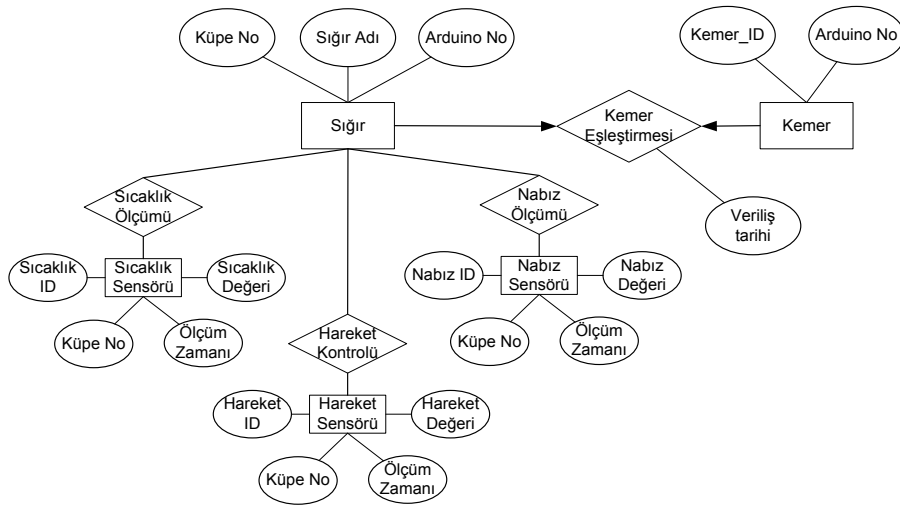 Küpe No
Sığır Adı
Arduino No
Kemer_ID
Arduino No
Sığır
Kemer
Eşleştirmesi
Kemer
Sıcaklık
Ölçümü
Nabız
Ölçümü
Veriliş
tarihi
Sıcaklık
ID
Sıcaklık
Sensörü
Sıcaklık
Değeri
Nabız ID
Nabız
Sensörü
Nabız
Değeri
Küpe No
Ölçüm
Zamanı
Hareket
Kontrolü
Küpe No
Ölçüm
Zamanı
Hareket
ID
Hareket
Sensörü
Hareket
Değeri
Küpe No
Ölçüm
Zamanı